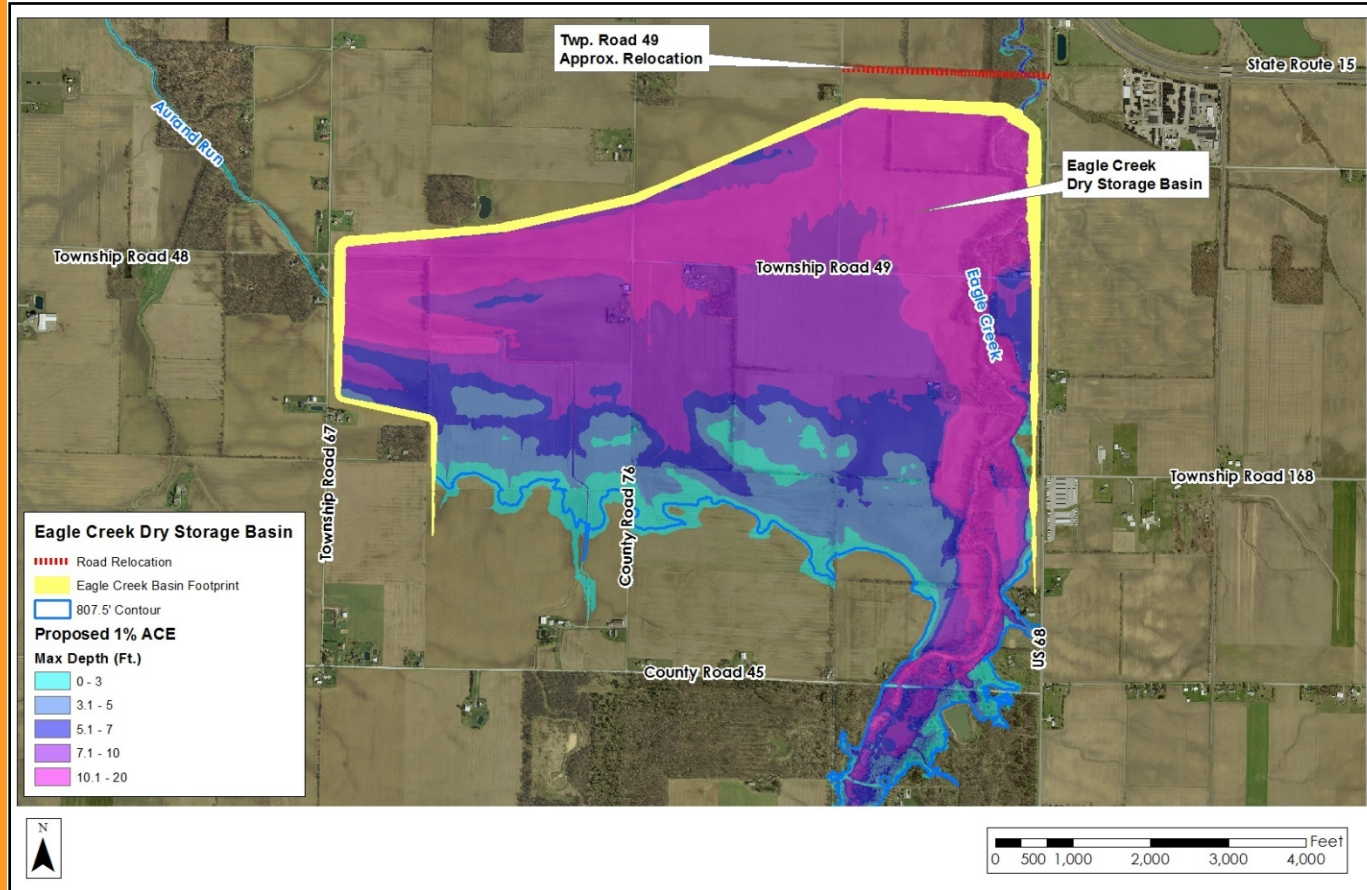 Twp. Road 49
Approx. Relocation
State Route 15
Aurand Run
Eagle Creek
Dry Storage Basin
Township Road 48
Township Road 49
Eagle Creek
Township Road 67
County Road 76
Township Road 168
US 68
County Road 45
Eagle Creek Dry Storage Basin
Road Relocation
Eagle Creek Basin Footprint
807.5' Contour
Proposed 1% ACE
Max Depth (Ft.)
0 - 3
3.1 - 5
5.1 - 7
7.1 - 10
10.1 - 20
N
Feet
0 500 1,000 2,000 3,000 4,000